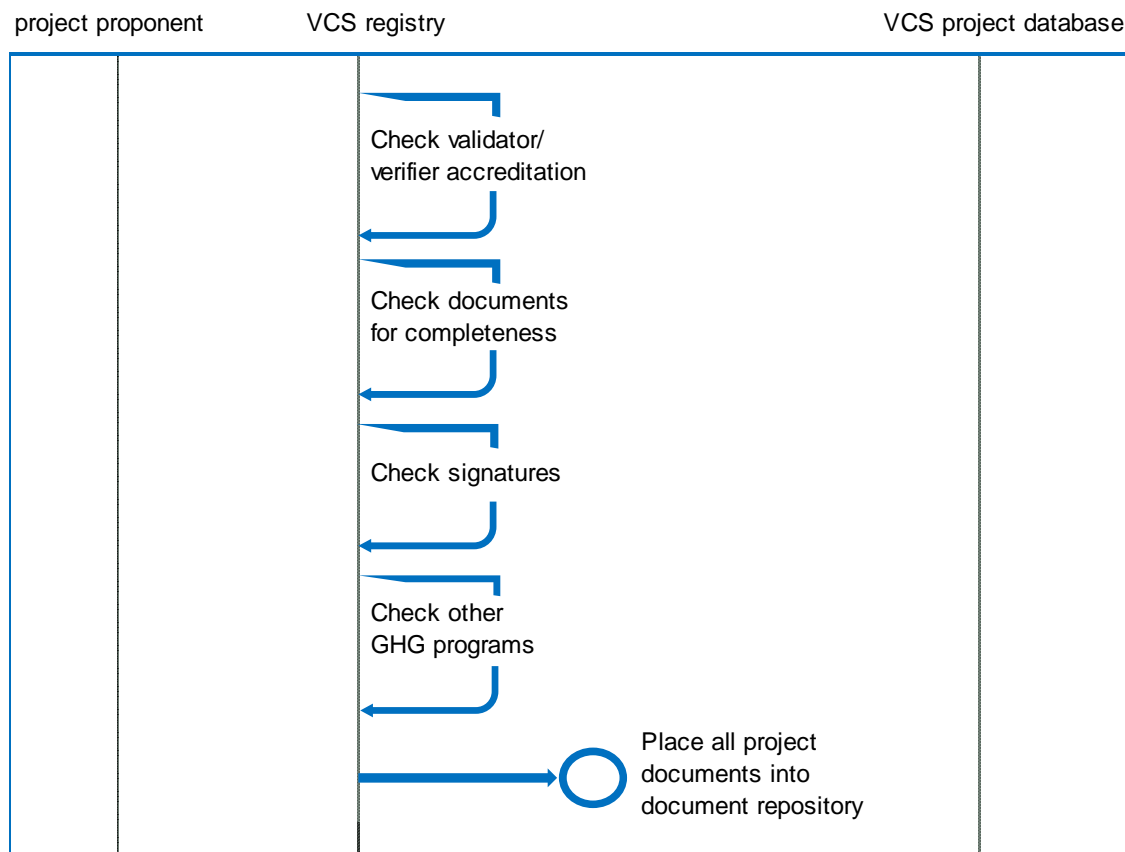 project proponent
VCS registry
VCS project database
Check validator/
verifier accreditation
Check documents
for completeness
Check signatures
Check other
GHG programs
Place all project
documents into
document repository